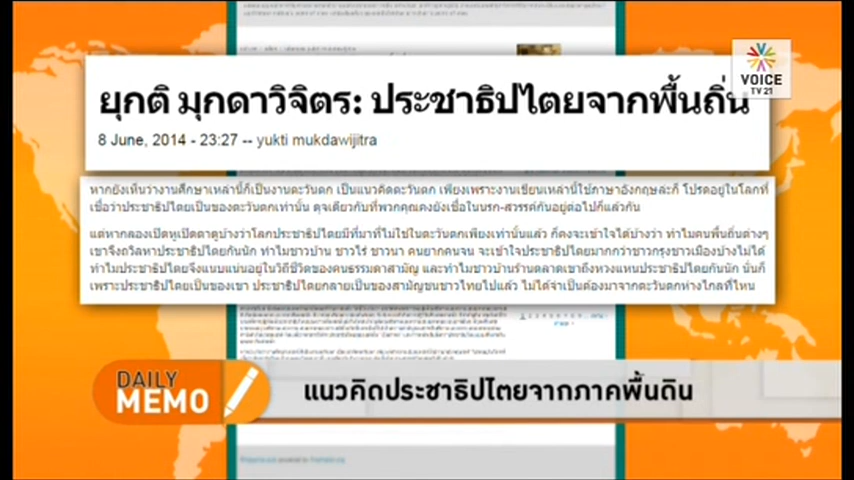 VOICE
TV 21
ยุกติ มุกดาวิจิตร: ประชาธิปไตยจากพื้นถิ่น
8 June, 2014 - 23:27 -- yukti mukdawijitra
หากยังเห็นว่างานศึกษาเหล่านี้ก็เป็นงานตะวันตก เป็นแนวคิดตะวันตก เพียงเพราะงานเขียนเหล่านี้ใช้ภาษาอังกฤษล่ะก็ โปรดอยู่ในโลกที่
เชื่อว่าประชาธิปไตยเป็นของตะวันตกเท่านั้น ดุจเดียวกับที่พวกคุณคงยังเชื่อในนรก-สวรรค์กันอยู่ต่อไปก็แล้วกัน
แต่หากลองเปิดหูเปิดตาดูบ้างว่าโลกประชาธิปไตยมีที่มาที่ไม่ใช่ในตะวันตกเพียงเท่านั้นแล้ว ก็คงจะเข้าใจได้บ้างว่า ทำไมคนพื้นถิ่นต่างๆ
เขาจึงถวิลหาประชาธิปไตยกันนัก ทำไมชาวบ้าน ชาวไร่ ชาวนา คนยากคนจน จะเข้าใจประชาธิปไตยมากกว่าชาวกรุงชาวเมืองบ้างไม่ได้
ทำไมประชาธิปไตยจึงแนบแน่นอยู่ในวิถีชีวิตของคนธรรมดาสามัญ และทำไมชาวบ้านร้านตลาดเขาถึงหวงแหนประชาธิปไตยกันนัก นั่นก็
เพราะประชาธิปไตยเป็นของเขา ประชาธิปไตยกลายเป็นของสามัญชนชาวไทยไปแล้ว ไม่ได้จำเป็นต้องมาจากตะวันตกห่างไกลที่ไหน
DAILY
MEMO
แนวคิดประชาธิปไตยจากภาคพื้นดิน